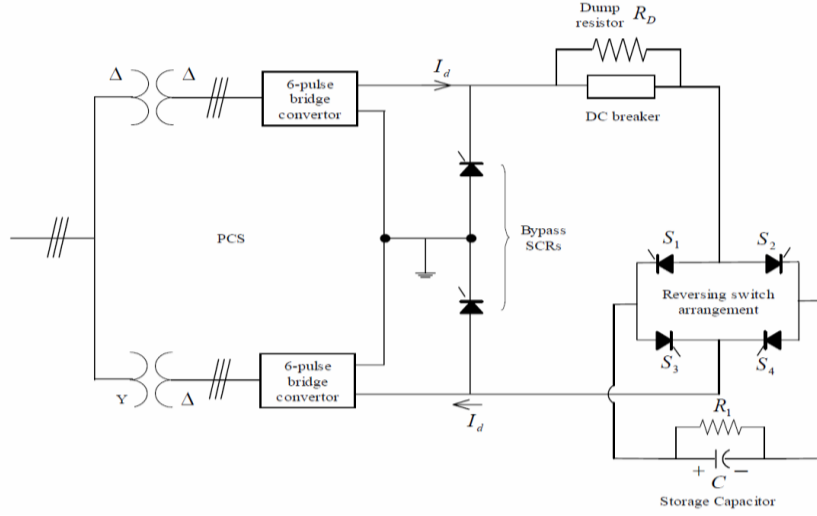 Dump
resistor R_D
Δ Δ
6-pulse
bridge
convertor
I_d
DC breaker
PCS
Bypass
SCRs
S_1 S_2
Reversing switch
arrangement
S_3 S_4
6-pulse
bridge
convertor
Y Δ
I_d
R_1
+ −
C
Storage Capacitor